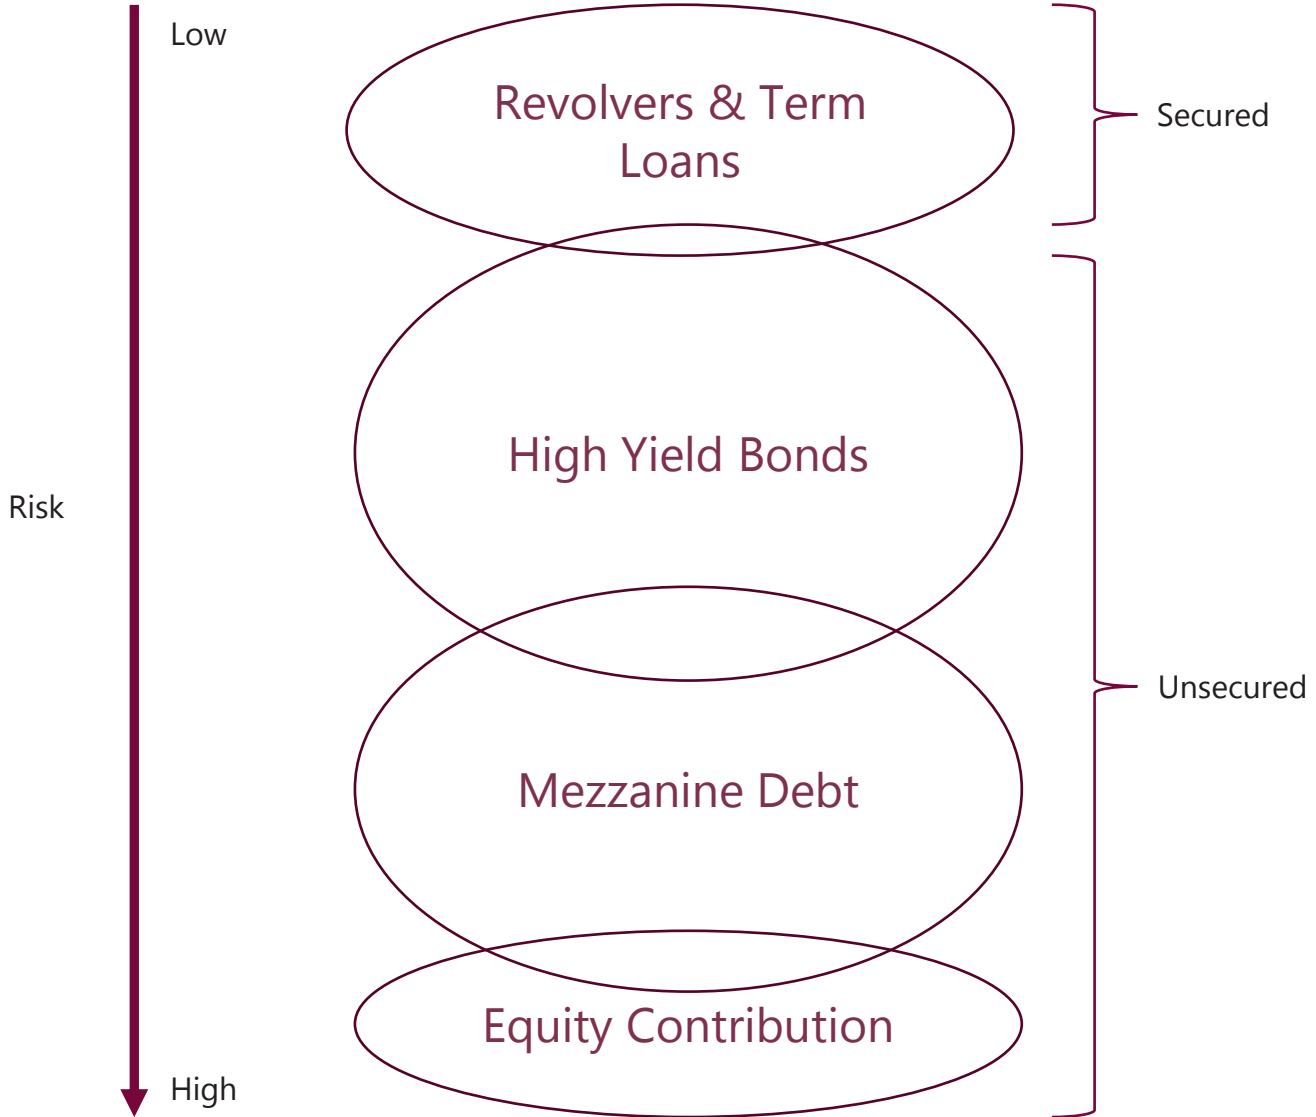 Low
Revolvers & Term
Loans
Secured
High Yield Bonds
Risk
Unsecured
Mezzanine Debt
Equity Contribution
High